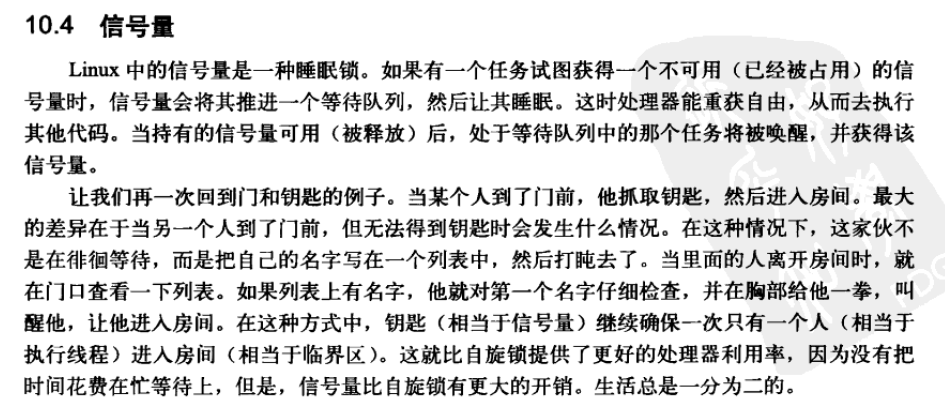 10.4 信号量
Linux 中的信号量是一种睡眠锁。如果有一个任务试图获得一个不可用（已经被占用）的信
号量时，信号量会将其推进一个等待队列，然后让其睡眠。这时处理器能重获自由，从而去执行
其他代码。当持有的信号量可用（被释放）后，处于等待队列中的那个任务将被唤醒，并获得该
信号量。
让我们再一次回到门和钥匙的例子。当某个人到了门前，他抓取钥匙，然后进入房间。最大
的差异在于当另一个人到了门前，但无法得到钥匙时会发生什么情况。在这种情况下，这家伙不
是在徘徊等待，而是把自己的名字写在一个列表中，然后打盹去了。当里面的人离开房间时，就
在门口查看一下列表。如果列表上有名字，他就对第一个名字仔细检查，并在胸部给他一拳，叫
醒他，让他进入房间。在这种方式中，钥匙（相当于信号量）继续确保一次只有一个人（相当于
执行线程）进入房间（相当于临界区）。这就比自旋锁提供了更好的处理器利用率，因为没有把
时间花费在忙等待上，但是，信号量比自旋锁有更大的开销。生活总是一分为二的。